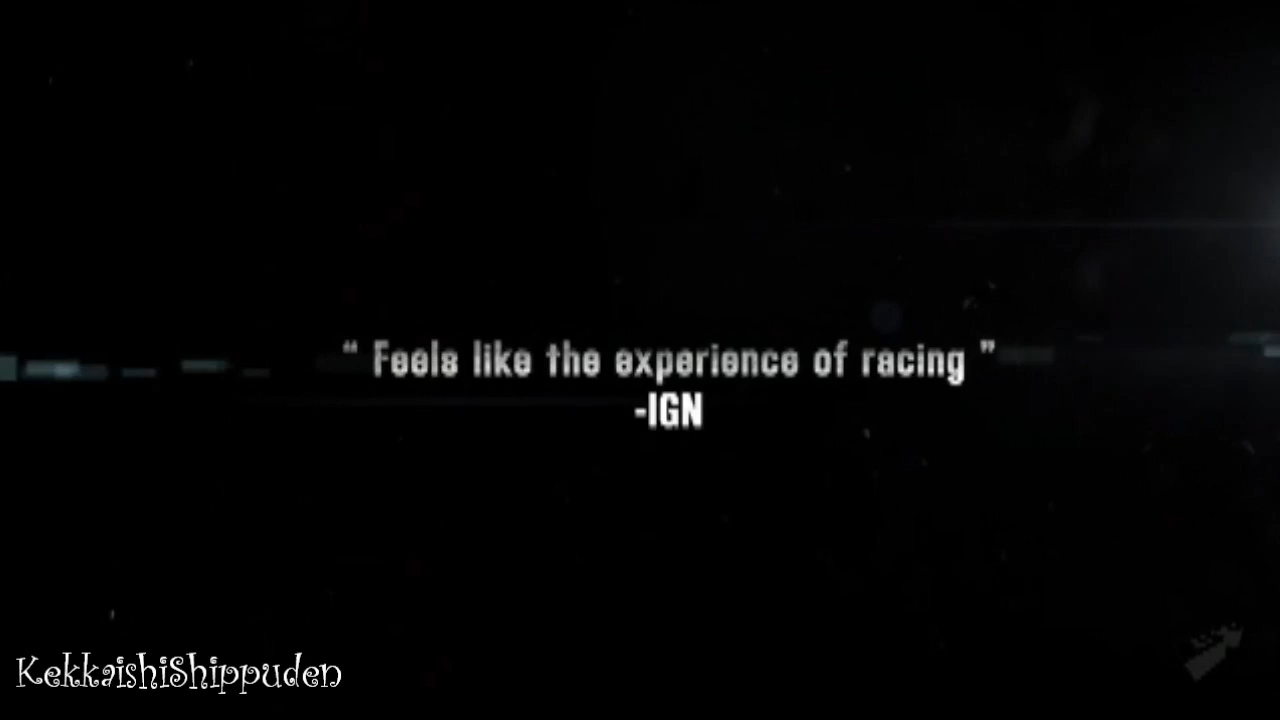 “ Feels like the experience of racing ”
-IGN
KekkaishiShippuden